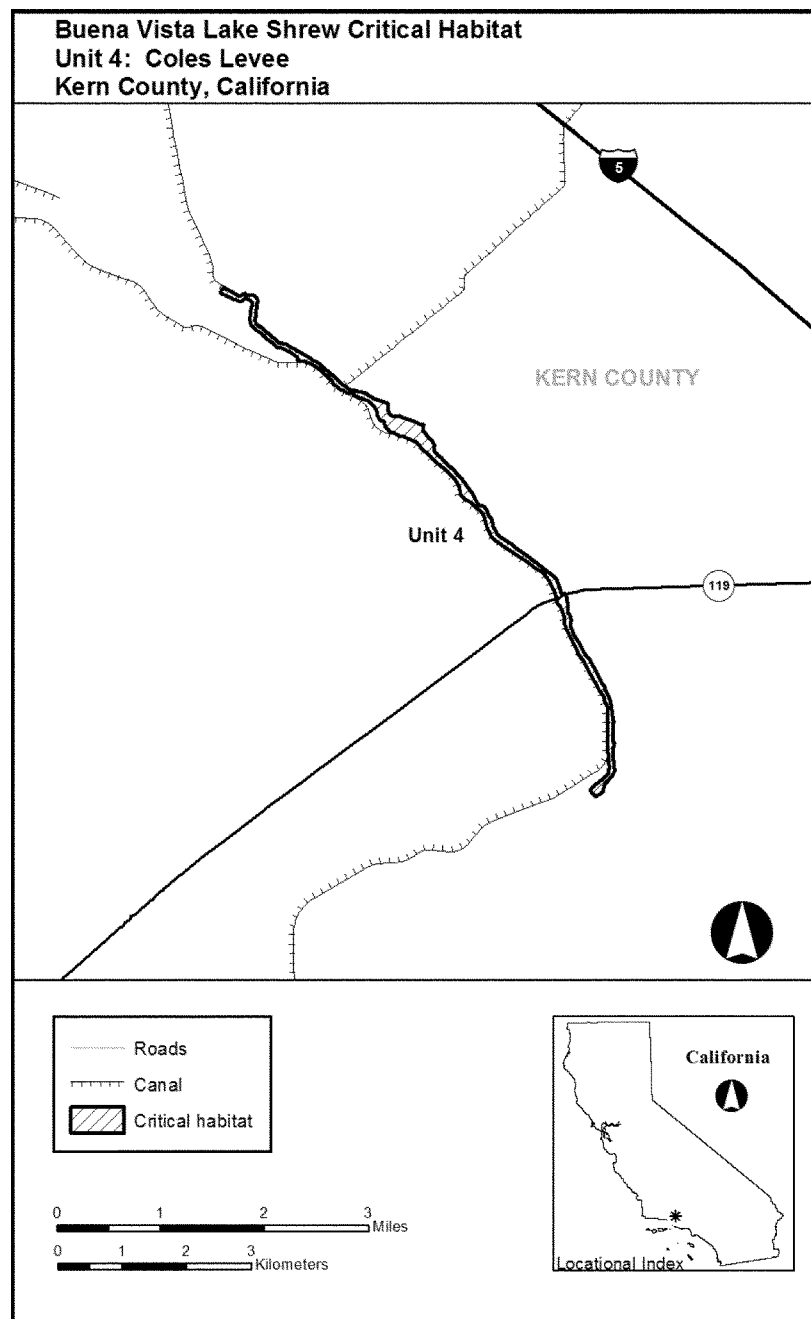 Buena Vista Lake Shrew Critical Habitat
Unit 4: Coles Levee
Kern County, California
5
KERN COUNTY
Unit 4
119
Roads
Canal
Critical habitat
0 1 2 3
Miles
0 1 2 3
Kilometers
California
Locational Index